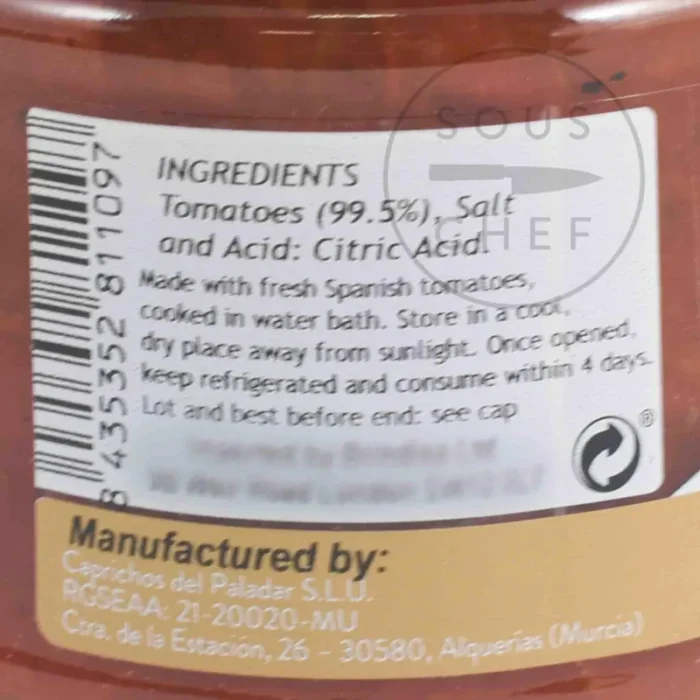 SOUS
CHEF
INGREDIENTS
Tomatoes (99.5%), Salt
and Acid: Citric Acid.
Made with fresh Spanish tomatoes,
cooked in water bath. Store in a cool,
dry place away from sunlight. Once opened,
keep refrigerated and consume within 4 days.
Lot and best before end: see cap
®
8 435352 811097
Manufactured by:
Caprichos del Paladar S.L.U.
RGSEAA: 21-20020-MU
Ctra. de la Estación, 26 - 30580, Alquerías (Murcia)